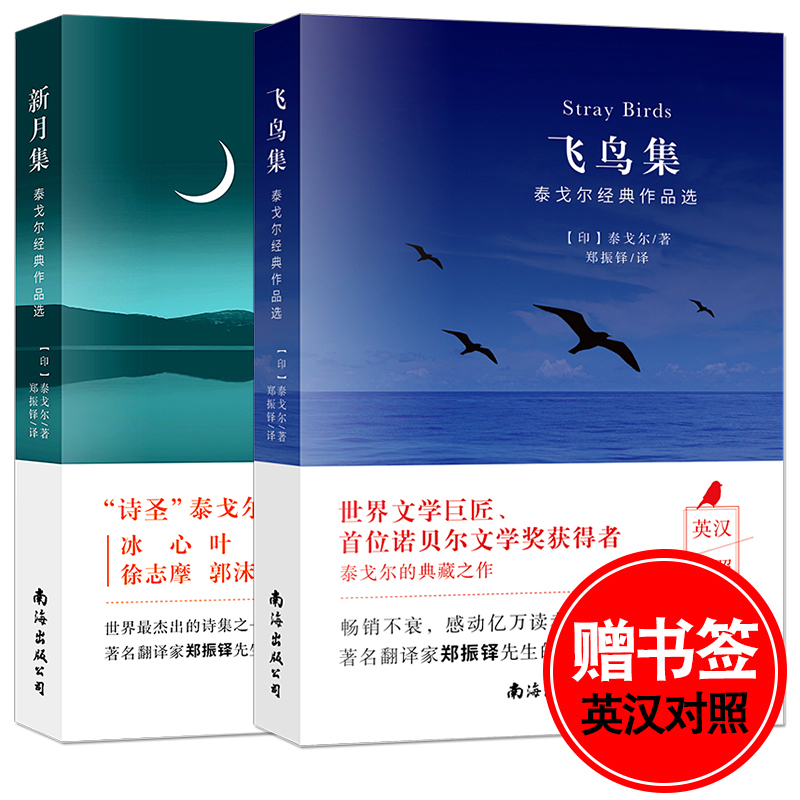 新月集
泰戈尔经典作品选
【印】泰戈尔/著
郑振铎/译
南海出版公司
“诗圣”泰戈尔
冰 心 叶
徐志摩 郭沫
世界最杰出的诗集之一
著名翻译家郑振铎先生
飞鸟集
泰戈尔经典作品选
【印】泰戈尔/著
郑振铎/译
南海出版公司
Stray Birds
飞鸟集
泰戈尔经典作品选
【印】泰戈尔/著
郑振铎/译
世界文学巨匠、
首位诺贝尔文学奖获得者
泰戈尔的典藏之作
英汉
照
畅销不衰，感动亿万读
著名翻译家郑振铎先生的
南海
赠书签
英汉对照